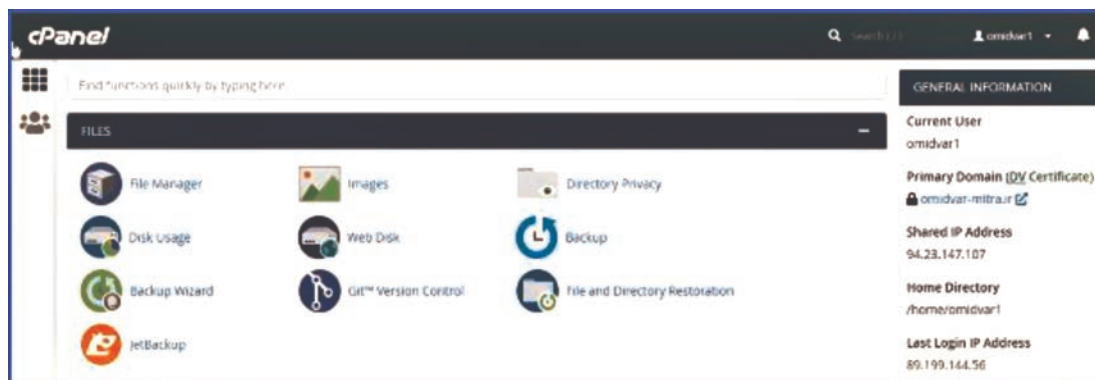 cPanel
Search ( / )
omidvar1
Find functions quickly by typing here.
GENERAL INFORMATION
FILES
Current User
omidvar1
File Manager
Images
Directory Privacy
Primary Domain (DV Certificate)
omidvar-mitra.ir
Disk Usage
Web Disk
Backup
Shared IP Address
94.23.147.107
Backup Wizard
Git™ Version Control
File and Directory Restoration
Home Directory
/home/omidvar1
JetBackup
Last Login IP Address
89.199.144.56